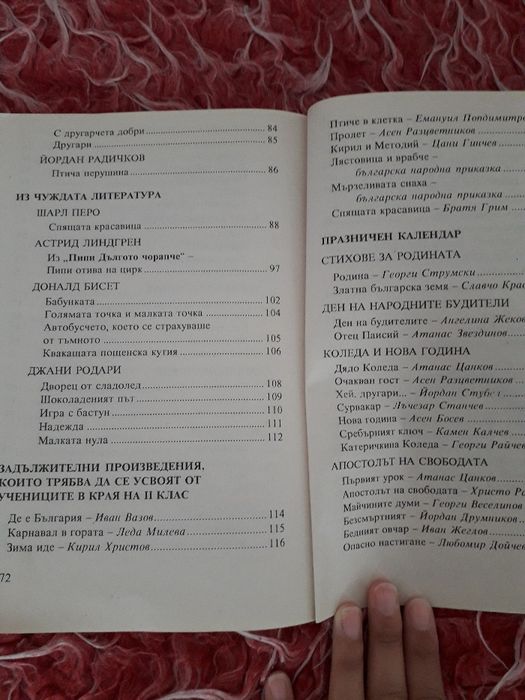 С другарчета добри 84
Другари 85
ЙОРДАН РАДИЧКОВ
Птича перушина 86
ИЗ ЧУЖДАТА ЛИТЕРАТУРА
ШАРЛ ПЕРО
Спящата красавица 88
АСТРИД ЛИНДГРЕН
Из „Пипи Дългото чорапче“ –
Пипи отива на цирк 97
ДОНАЛД БИСЕТ
Бабунката 102
Голямата точка и малката точка 104
Автобусчето, което се страхуваше
от тъмното 105
Квакащата пощенска кутия 106
ДЖАНИ РОДАРИ
Дворец от сладолед 108
Шоколаденият път 109
Игра с бастун 110
Надежда 111
Малката нула 112
ЗАДЪЛЖИТЕЛНИ ПРОИЗВЕДЕНИЯ,
КОИТО ТРЯБВА ДА СЕ УСВОЯТ ОТ
УЧЕНИЦИТЕ В КРАЯ НА II КЛАС
Де е България – Иван Вазов 114
Карнавал в гората – Леда Милева 115
Зима иде – Кирил Христов 116
72
Птиче в клетка – Емануил Попдимитро
Пролет – Асен Разцветников
Кирил и Методий – Цани Гинчев
Лястовица и врабче –
българска народна приказка
Мързеливата снаха –
българска народна приказка
Спящата красавица – Братя Грим
ПРАЗНИЧЕН КАЛЕНДАР
СТИХОВЕ ЗА РОДИНАТА
Родина – Георги Струмски
Златна българска земя – Славчо Крас
ДЕН НА НАРОДНИТЕ БУДИТЕЛИ
Ден на будителите – Ангелина Жеков
Отец Паисий – Атанас Звездинов
КОЛЕДА И НОВА ГОДИНА
Дядо Коледа – Атанас Цанков
Очакван гост – Асен Разцветников
Хей, другари... – Йордан Стубел
Сурвакар – Лъчезар Станчев
Нова година – Асен Босев
Сребърният ключ – Камен Калчев
Катеричкина Коледа – Георги Райче
АПОСТОЛЪТ НА СВОБОДАТА
Първият урок – Атанас Цанков
Апостолът на свободата – Христо Р
Майчините думи – Георги Веселинов
Безсмъртният – Йордан Друмников
Бедният овчар – Иван Жеглов
Опасно настигане – Любомир Дойчев